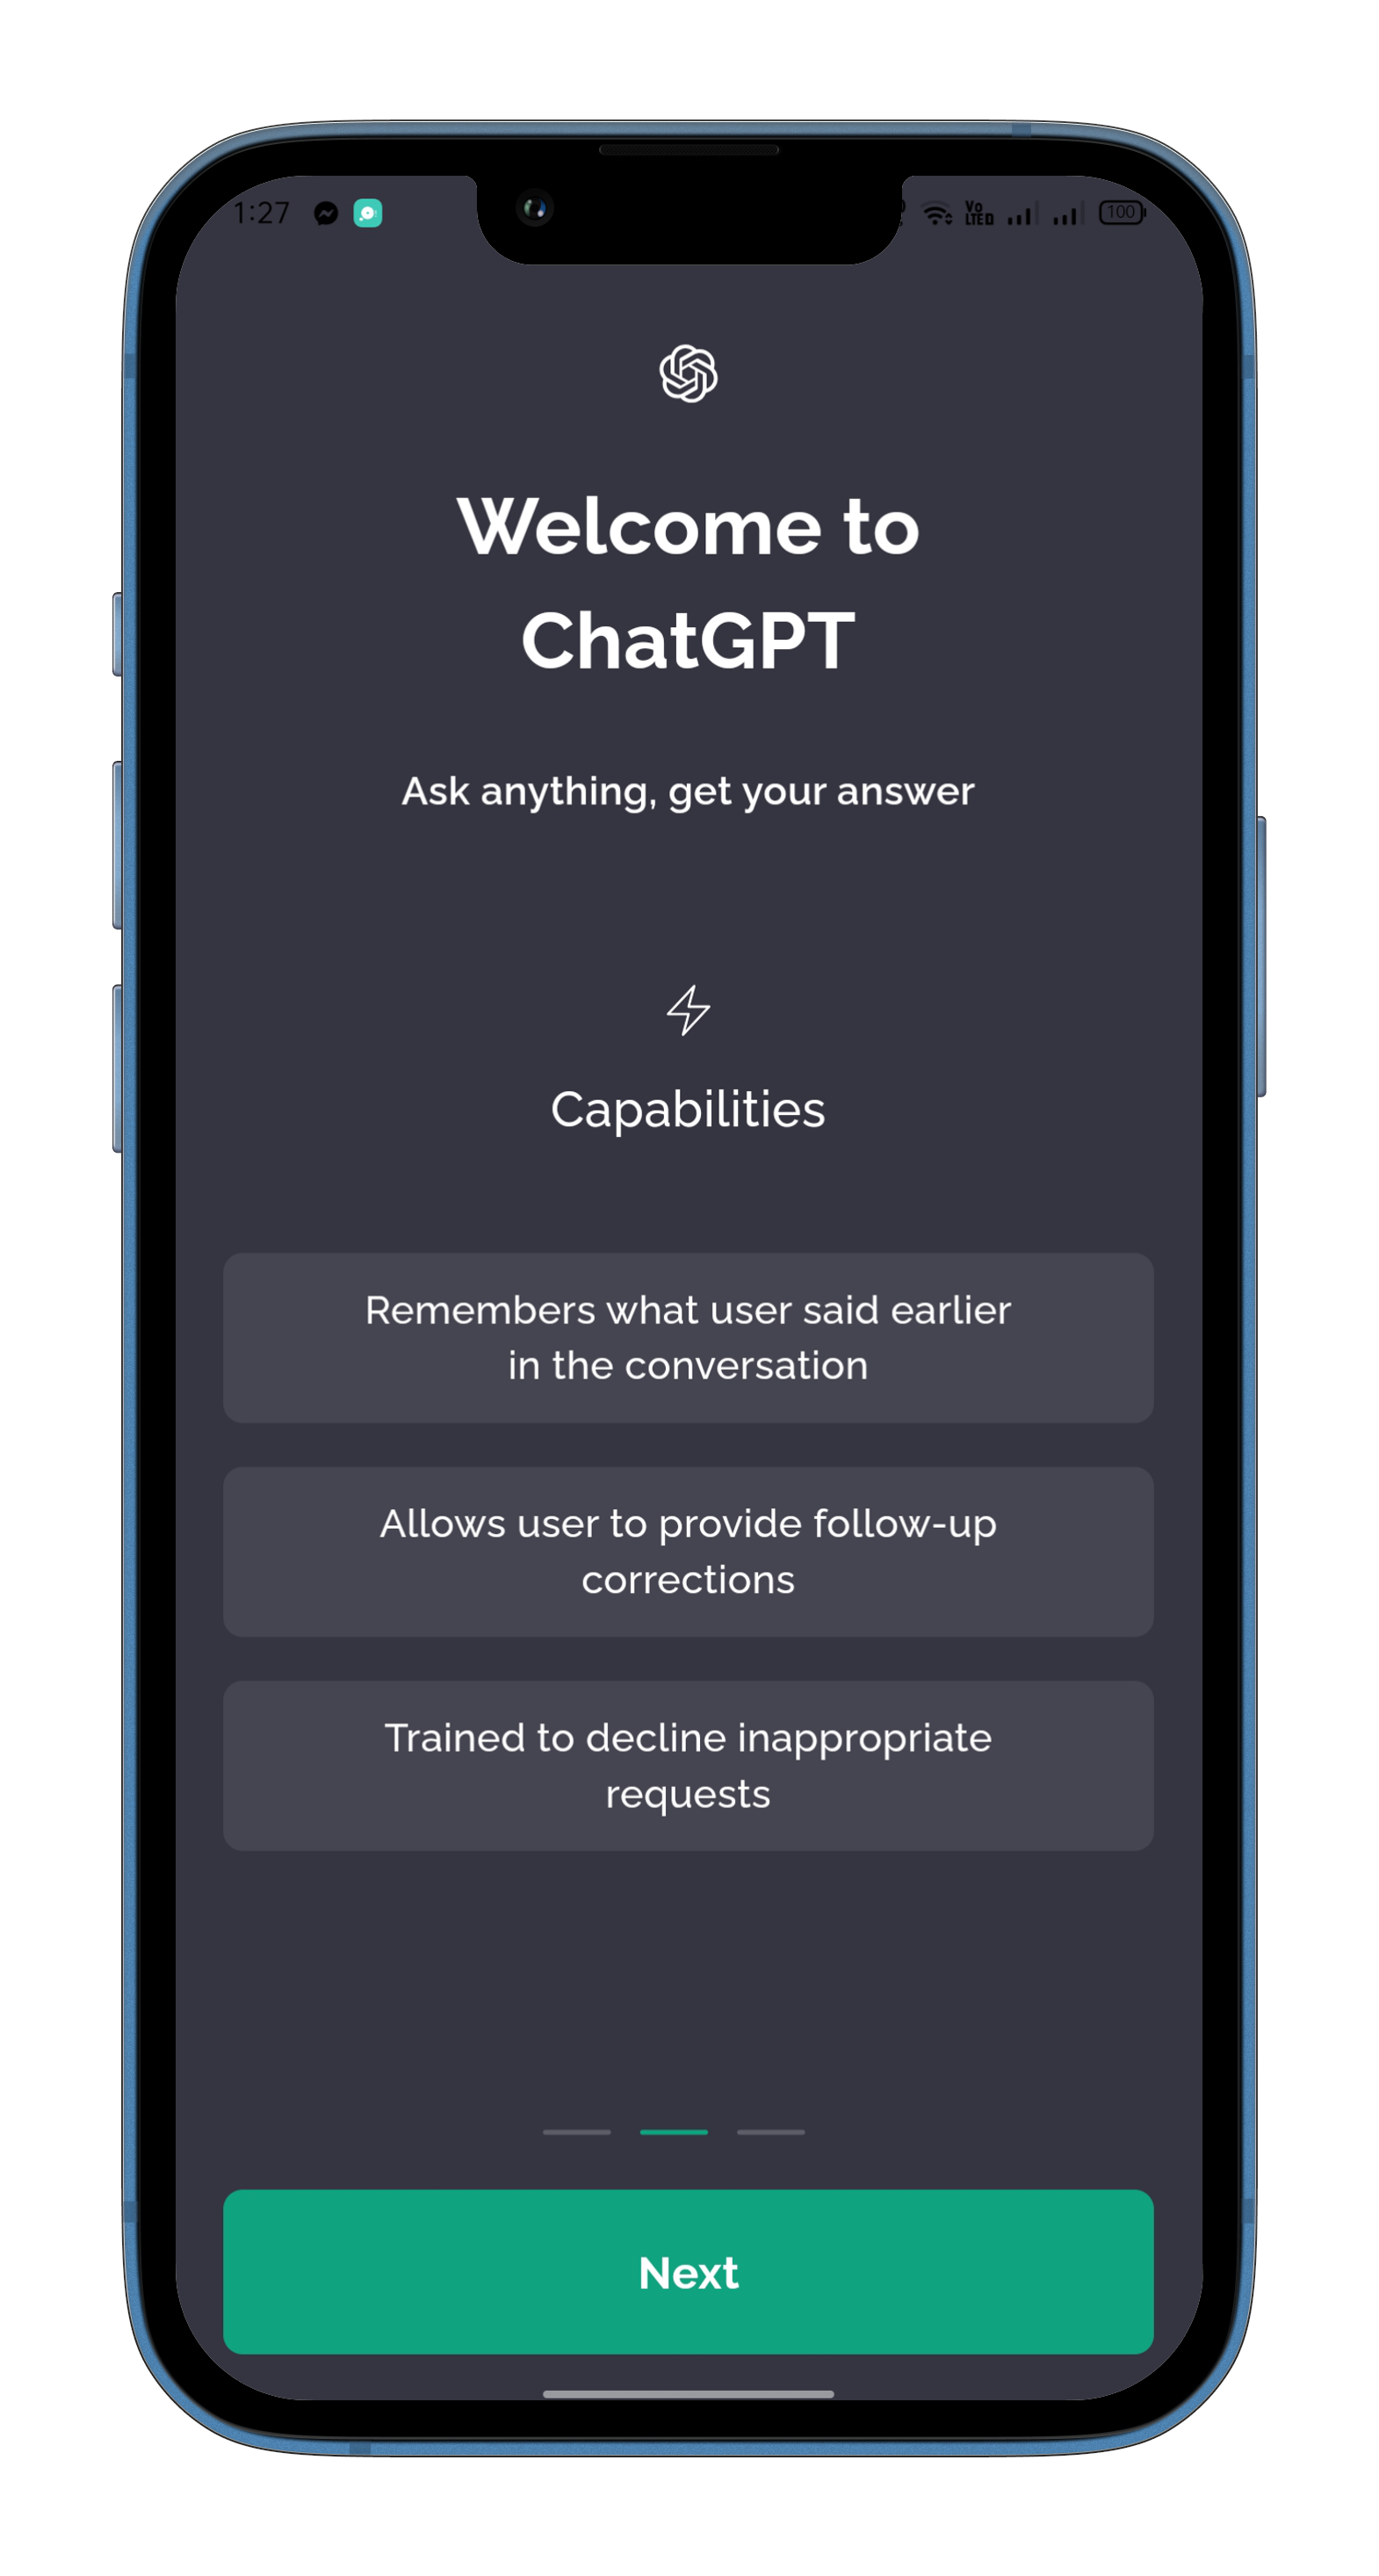 1:27
Vo
LTED
100
Welcome to
ChatGPT
Ask anything, get your answer
Capabilities
Remembers what user said earlier
in the conversation
Allows user to provide follow-up
corrections
Trained to decline inappropriate
requests
Next